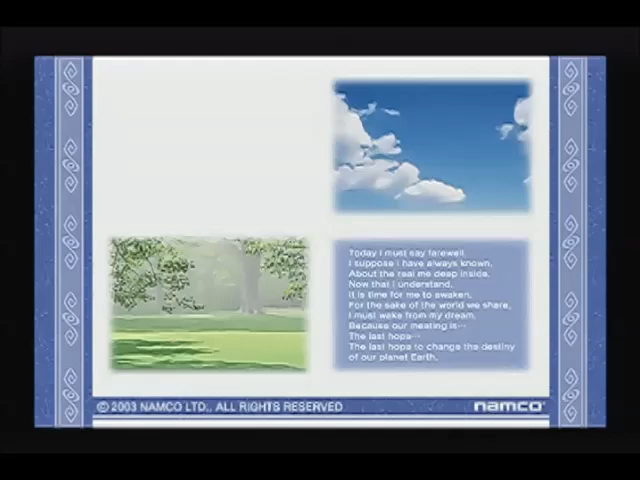 Today I must say farewell.
I suppose I have always known,
About the real me deep inside.
Now that I understand,
It is time for me to awaken.
For the sake of the world we share,
I must wake from my dream.
Because our meeting is…
The last hope…
The last hope to change the destiny
of our planet Earth.
© 2003 NAMCO LTD., ALL RIGHTS RESERVED
namco